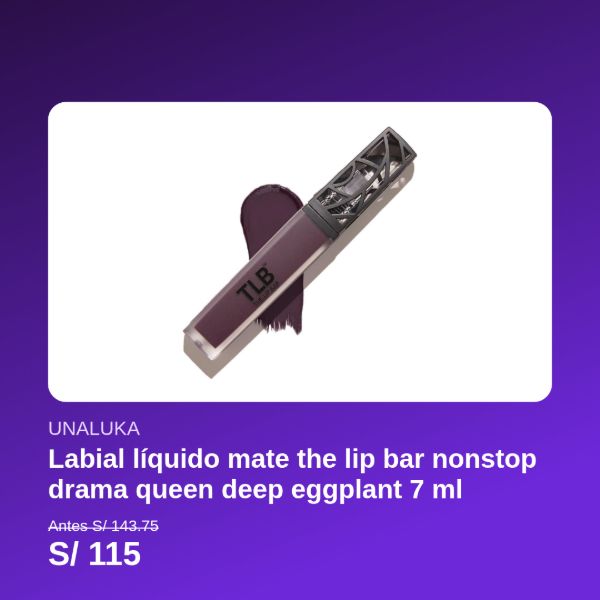 TLB
UNALUKA
Labial líquido mate the lip bar nonstop
drama queen deep eggplant 7 ml
Antes S/ 143.75
S/ 115